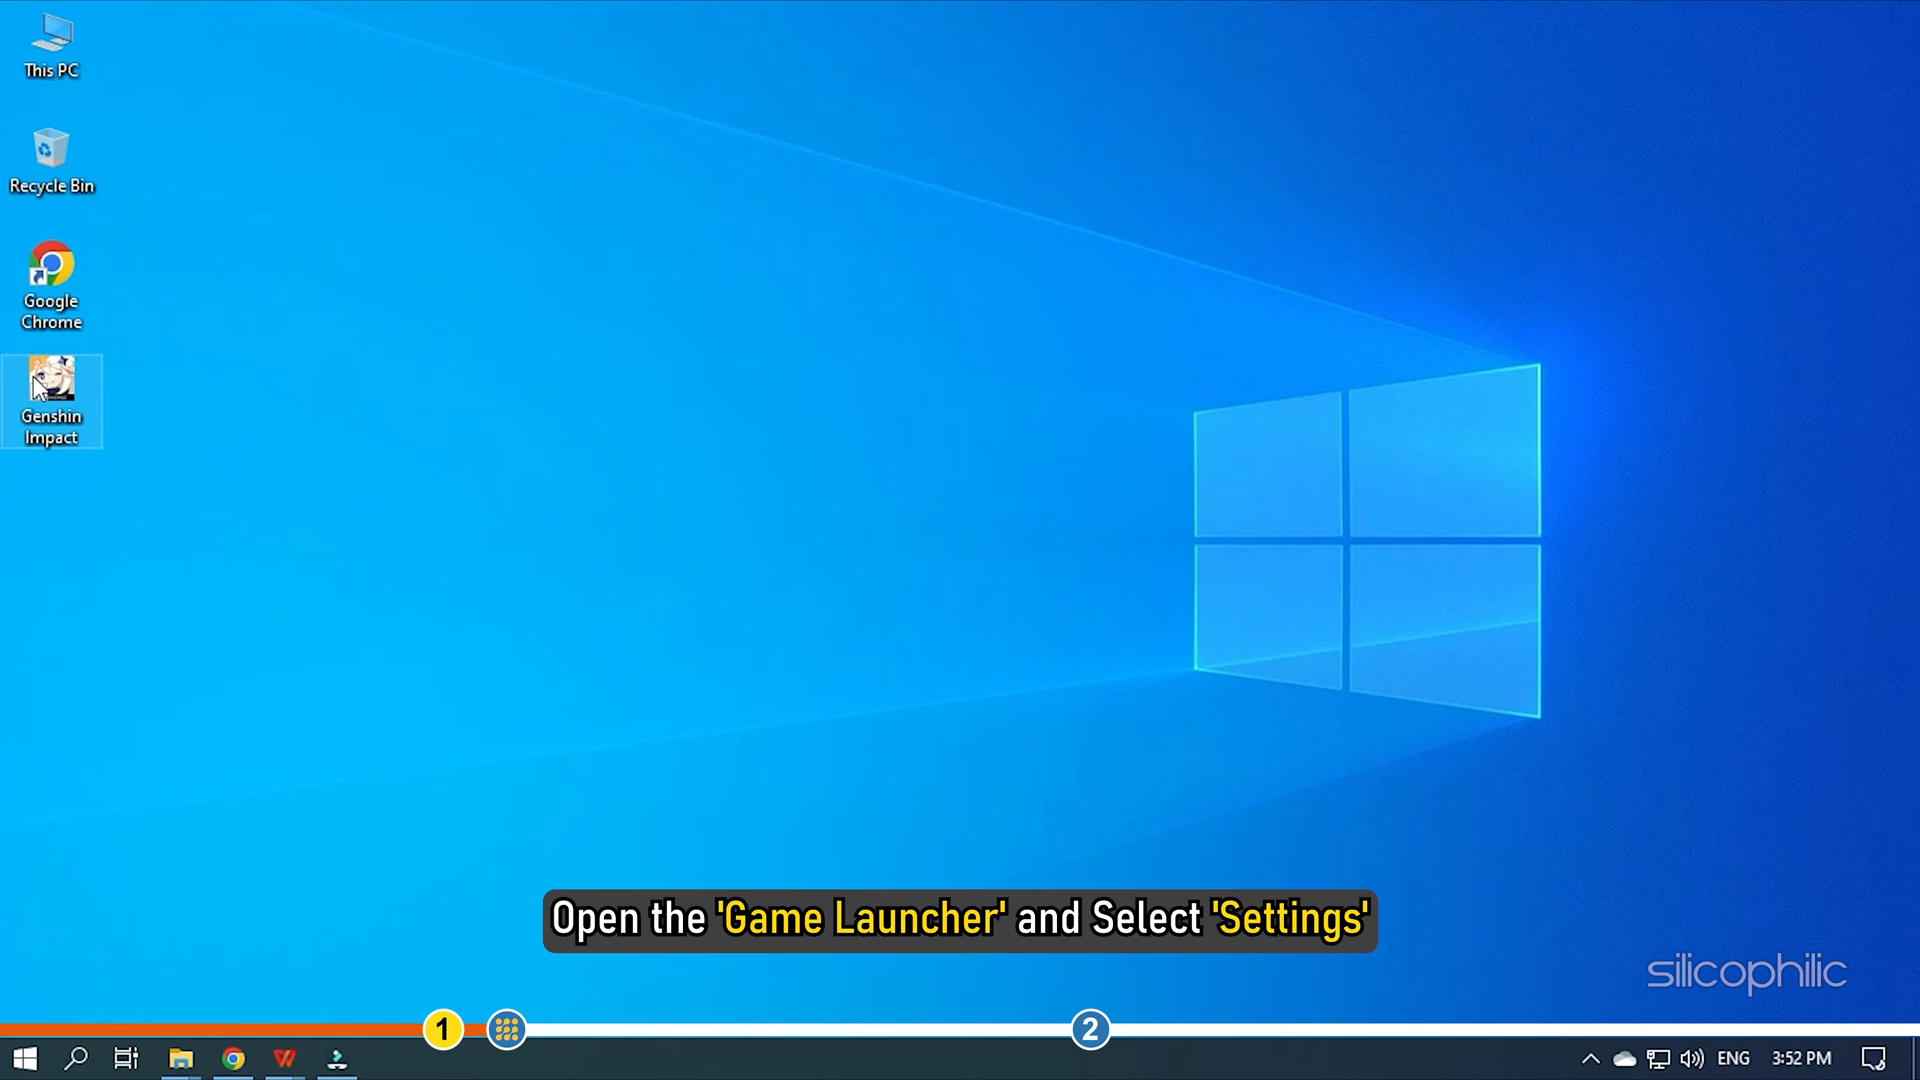 This PC
Recycle Bin
Google
Chrome
Genshin
Impact
Open the 'Game Launcher' and Select 'Settings'
silicophilic
1
2
ENG
3:52 PM